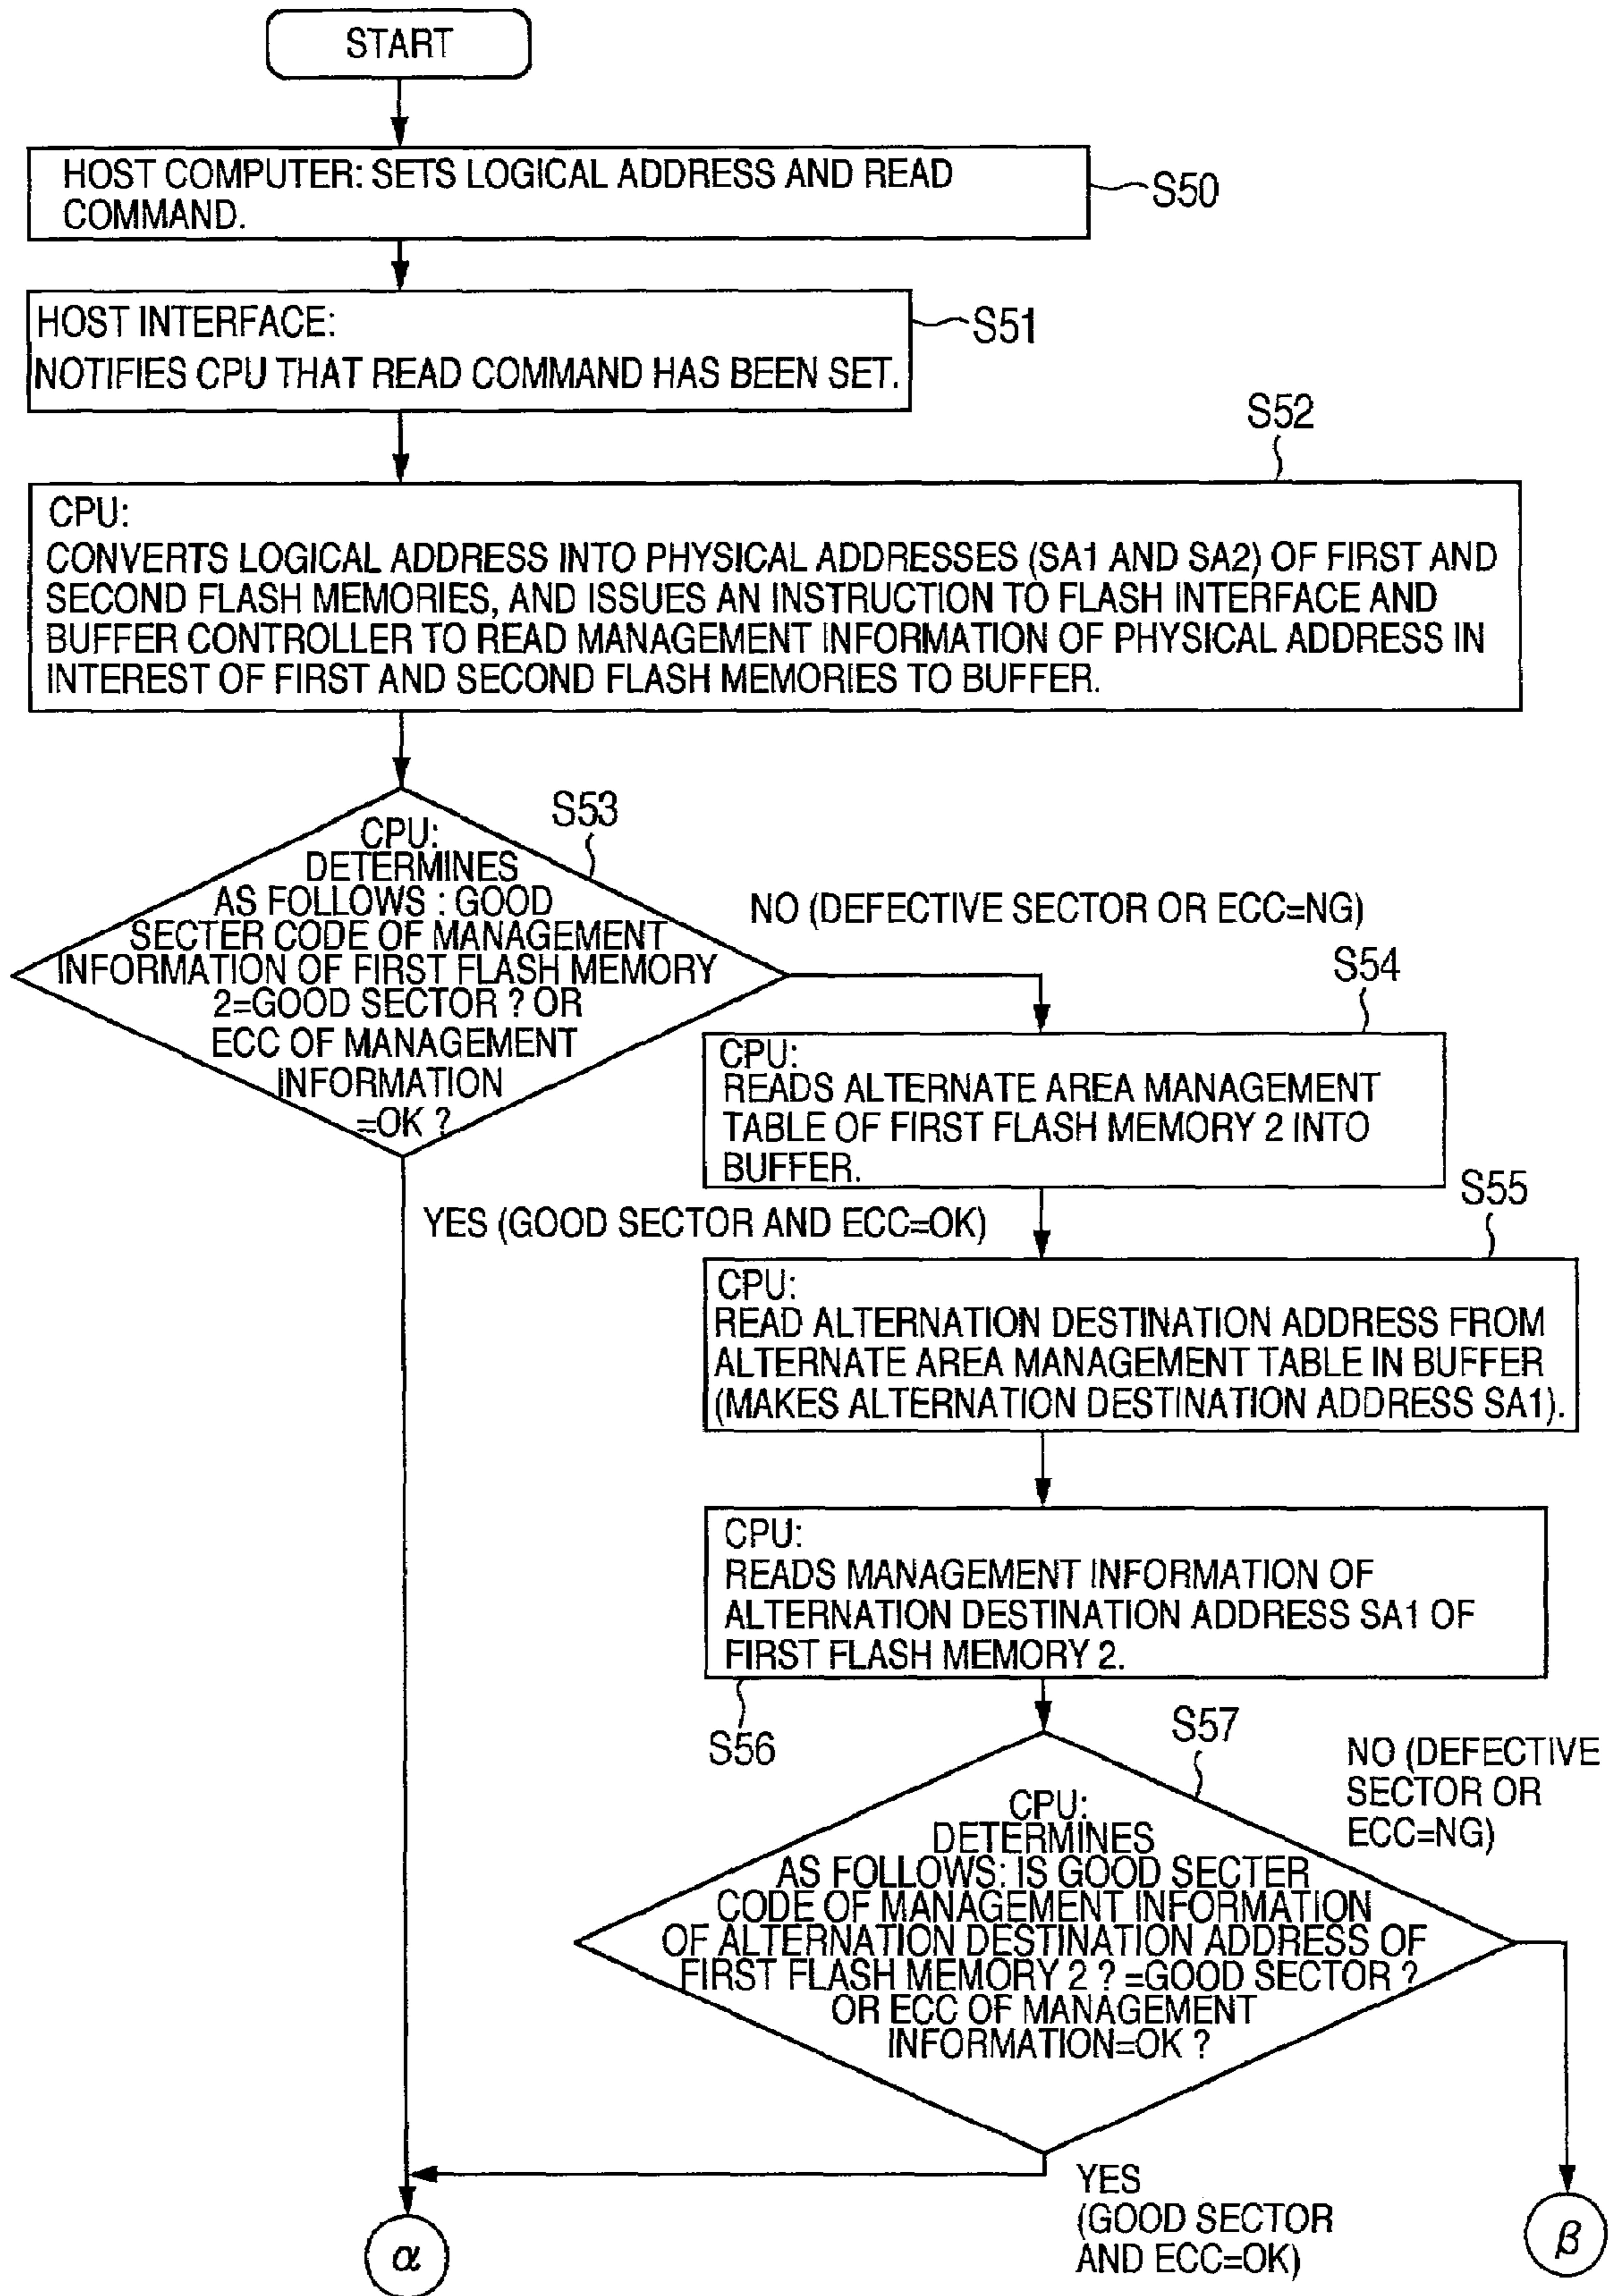 START
HOST COMPUTER: SETS LOGICAL ADDRESS AND READ
COMMAND.
S50
HOST INTERFACE:
NOTIFIES CPU THAT READ COMMAND HAS BEEN SET.
S51
S52
CPU:
CONVERTS LOGICAL ADDRESS INTO PHYSICAL ADDRESSES (SA1 AND SA2) OF FIRST AND
SECOND FLASH MEMORIES, AND ISSUES AN INSTRUCTION TO FLASH INTERFACE AND
BUFFER CONTROLLER TO READ MANAGEMENT INFORMATION OF PHYSICAL ADDRESS IN
INTEREST OF FIRST AND SECOND FLASH MEMORIES TO BUFFER.
S53
CPU:
DETERMINES
AS FOLLOWS : GOOD
SECTER CODE OF MANAGEMENT
INFORMATION OF FIRST FLASH MEMORY
2=GOOD SECTOR ? OR
ECC OF MANAGEMENT
INFORMATION
=OK ?
NO (DEFECTIVE SECTOR OR ECC=NG)
S54
CPU:
READS ALTERNATE AREA MANAGEMENT
TABLE OF FIRST FLASH MEMORY 2 INTO
BUFFER.
YES (GOOD SECTOR AND ECC=OK)
S55
CPU:
READ ALTERNATION DESTINATION ADDRESS FROM
ALTERNATE AREA MANAGEMENT TABLE IN BUFFER
(MAKES ALTERNATION DESTINATION ADDRESS SA1).
CPU:
READS MANAGEMENT INFORMATION OF
ALTERNATION DESTINATION ADDRESS SA1 OF
FIRST FLASH MEMORY 2.
S56
S57
CPU:
DETERMINES
AS FOLLOWS: IS GOOD SECTER
CODE OF MANAGEMENT INFORMATION
OF ALTERNATION DESTINATION ADDRESS OF
FIRST FLASH MEMORY 2 ? =GOOD SECTOR ?
OR ECC OF MANAGEMENT
INFORMATION=OK ?
NO (DEFECTIVE
SECTOR OR
ECC=NG)
YES
(GOOD SECTOR
AND ECC=OK)
α
β